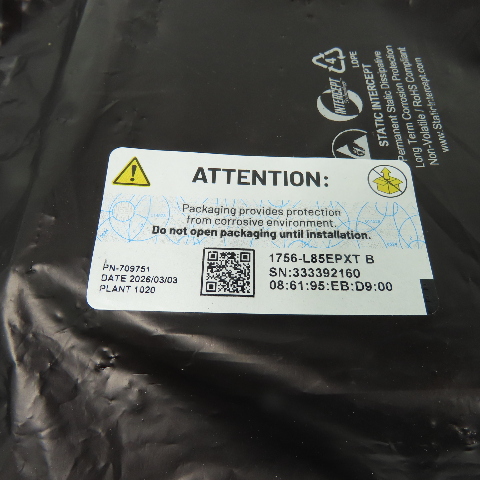 4
LDPE
INTERCEPT
STATIC INTERCEPT
Permanent Static Dissipative
Long Term Corrosion Protection
Non-Volatile / RoHS Compliant
www.StaticIntercept.com
ATTENTION:
Packaging provides protection
from corrosive environment.
Do not open packaging until installation.
PN-709751
DATE 2026/03/03
PLANT 1020
1756-L85EPXT B
SN:333392160
08:61:95:EB:D9:00